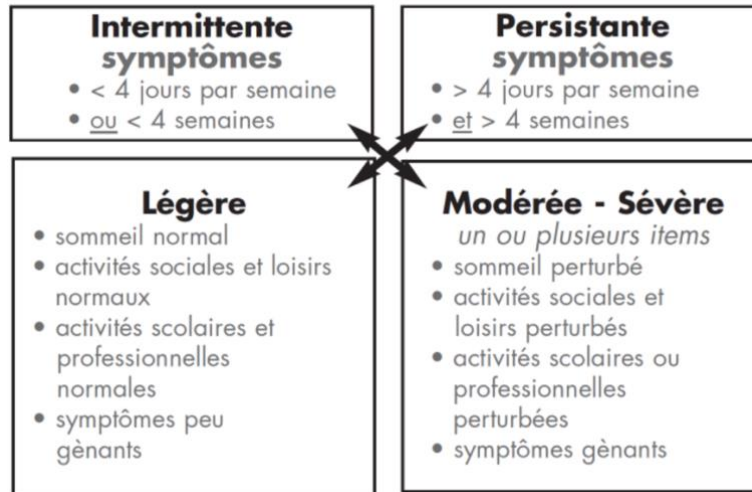 Intermittente
symptômes
• < 4 jours par semaine
• ou < 4 semaines
Persistante
symptômes
• > 4 jours par semaine
• et > 4 semaines
Légère
• sommeil normal
• activités sociales et loisirs
normaux
• activités scolaires et
professionnelles
normales
• symptômes peu
gènants
Modérée - Sévère
un ou plusieurs items
• sommeil perturbé
• activités sociales et
loisirs perturbés
• activités scolaires ou
professionnelles
perturbées
• symptômes gènants